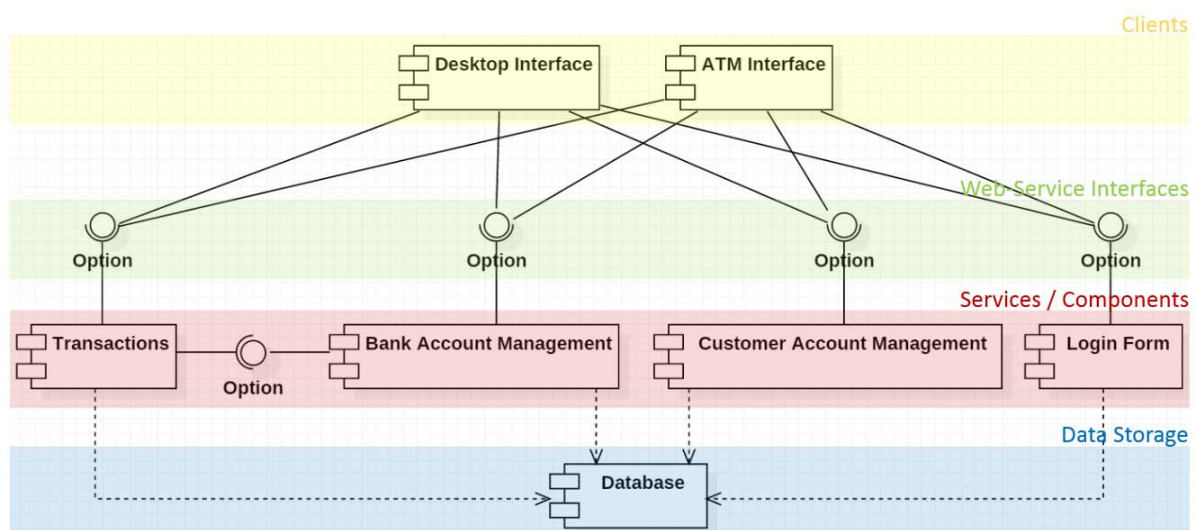 Clients
Desktop Interface
ATM Interface
Web-Service Interfaces
Option
Option
Option
Option
Services / Components
Transactions
Bank Account Management
Customer Account Management
Login Form
Option
Data Storage
Database